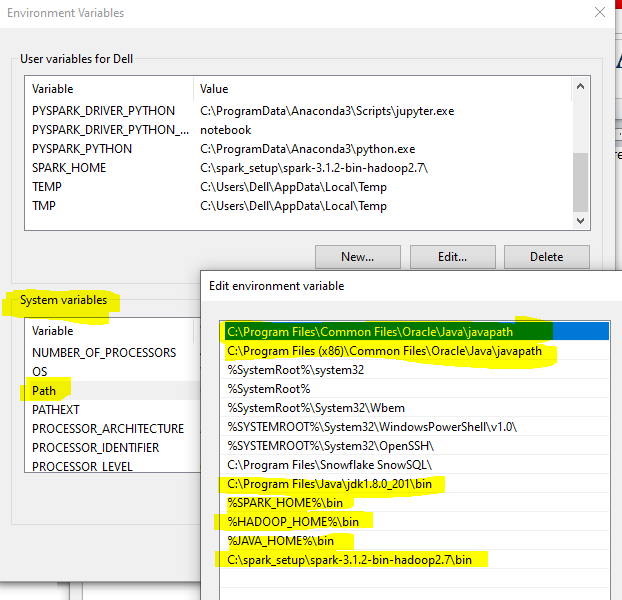 Environment Variables
User variables for Dell
Variable Value
PYSPARK_DRIVER_PYTHON C:\ProgramData\Anaconda3\Scripts\jupyter.exe
PYSPARK_DRIVER_PYTHON_... notebook
PYSPARK_PYTHON C:\ProgramData\Anaconda3\python.exe
SPARK_HOME C:\spark_setup\spark-3.1.2-bin-hadoop2.7\
TEMP C:\Users\Dell\AppData\Local\Temp
TMP C:\Users\Dell\AppData\Local\Temp
New... Edit... Delete
System variables
Variable
NUMBER_OF_PROCESSORS
OS
Path
PATHEXT
PROCESSOR_ARCHITECTURE
PROCESSOR_IDENTIFIER
PROCESSOR_LEVEL
Edit environment variable
C:\Program Files\Common Files\Oracle\Java\javapath
C:\Program Files (x86)\Common Files\Oracle\Java\javapath
%SystemRoot%\system32
%SystemRoot%
%SystemRoot%\System32\Wbem
%SYSTEMROOT%\System32\WindowsPowerShell\v1.0\
%SYSTEMROOT%\System32\OpenSSH\
C:\Program Files\Snowflake SnowSQL\
C:\Program Files\Java\jdk1.8.0_201\bin
%SPARK_HOME%\bin
%HADOOP_HOME%\bin
%JAVA_HOME%\bin
C:\spark_setup\spark-3.1.2-bin-hadoop2.7\bin